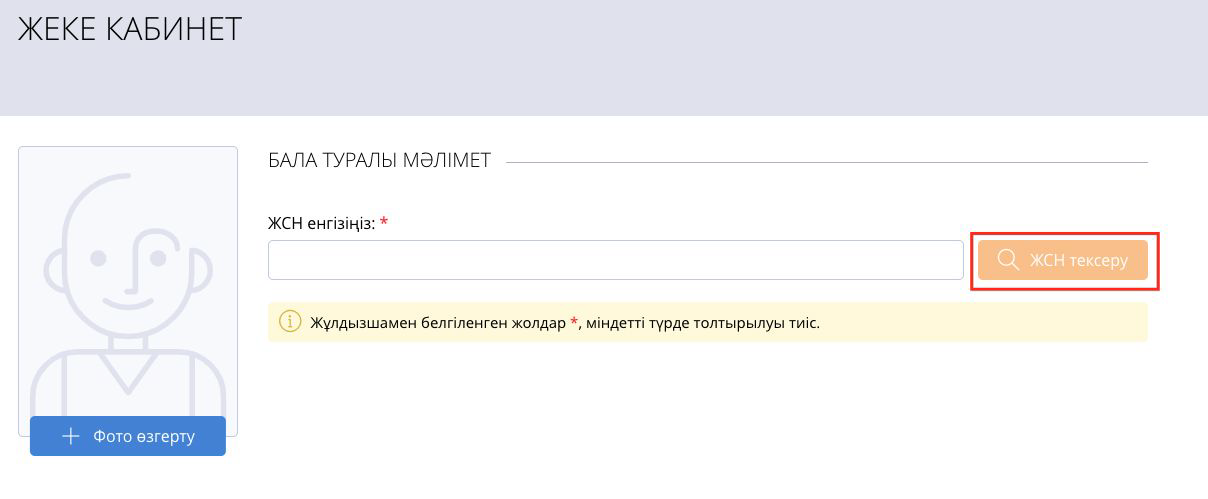 ЖЕКЕ КАБИНЕТ
БАЛА ТУРАЛЫ МӘЛІМЕТ
ЖСН енгізіңіз: *
ЖСН тексеру
Жұлдызшамен белгіленген жолдар *, міндетті түрде толтырылуы тиіс.
Фото өзгерту